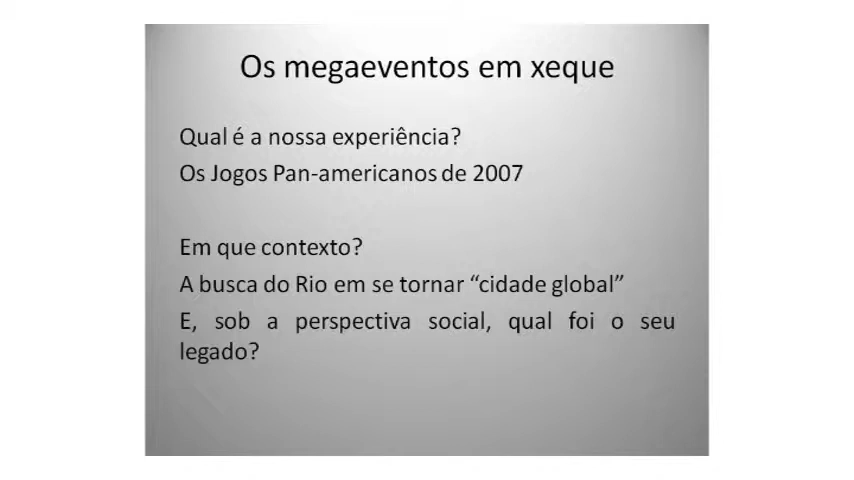 Os megaeventos em xeque
Qual é a nossa experiência?
Os Jogos Pan-americanos de 2007
Em que contexto?
A busca do Rio em se tornar “cidade global”
E, sob a perspectiva social, qual foi o seu
legado?